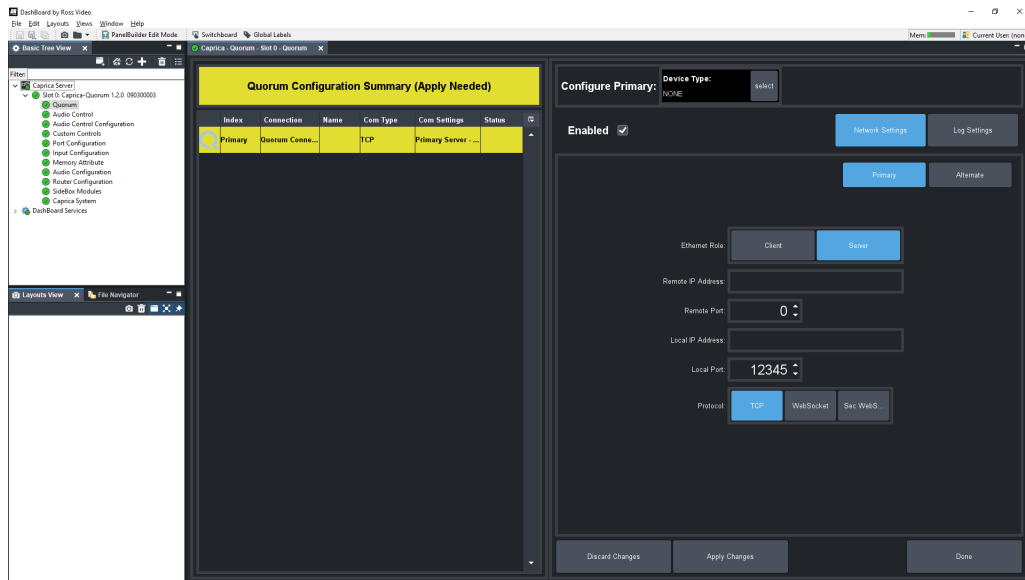 DashBoard by Ross Video
File Edit Layouts Views Window Help
PanelBuilder Edit Mode Switchboard Global Labels Mem: Current User: (non
Basic Tree View
Filter:
Caprica Server
Slot 0: Caprica-Quorum 1.2.0 090300003
Quorum
Audio Control
Audio Control Configuration
Custom Controls
Port Configuration
Input Configuration
Memory Attribute
Audio Configuration
Router Configuration
SideBox Modules
Caprica System
DashBoard Services
Layouts View File Navigator
Caprica - Quorum - Slot 0 - Quorum
Quorum Configuration Summary (Apply Needed)
Index Connection Name Com Type Com Settings Status
Primary Quorum Conne... TCP Primary Server - ...
Configure Primary: Device Type: NONE select
Enabled Network Settings Log Settings
Primary Alternate
Ethernet Role: Client Server
Remote IP Address:
Remote Port: 0
Local IP Address:
Local Port: 12345
Protocol: TCP WebSocket Sec WebS...
Discard Changes Apply Changes Done